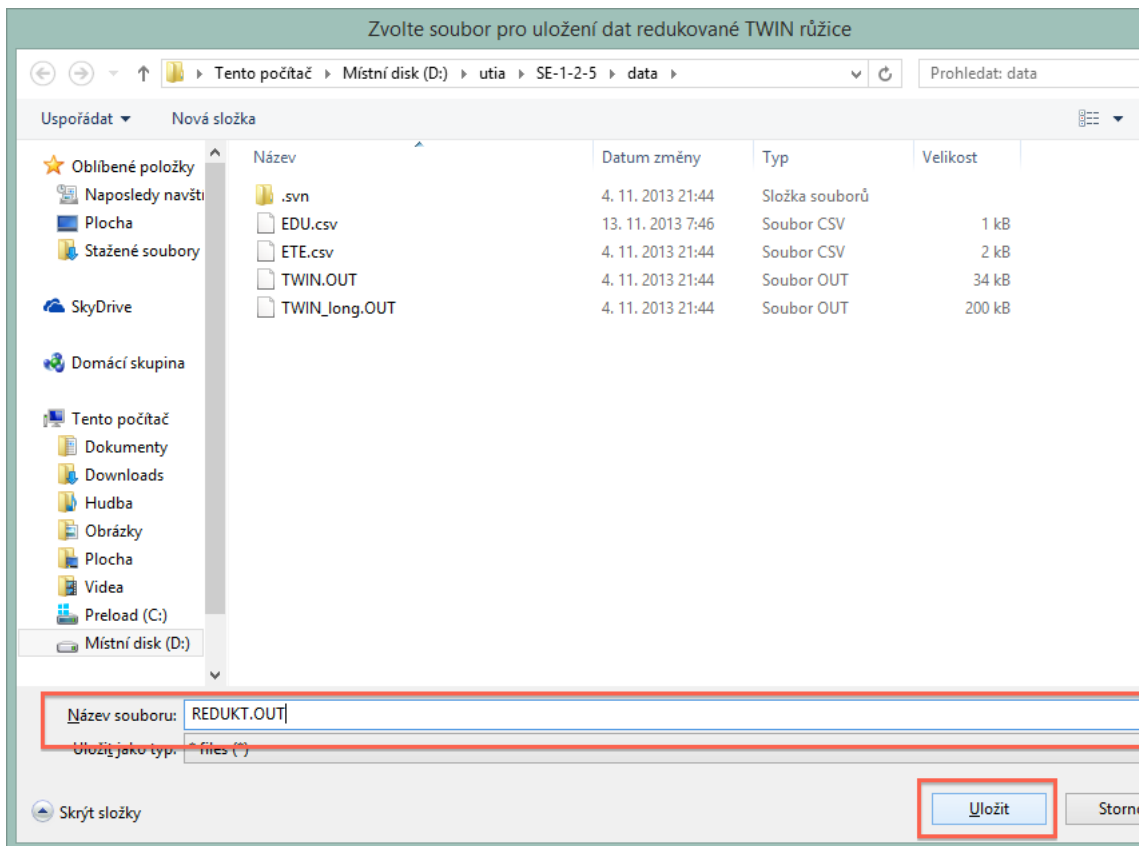 Zvolte soubor pro uložení dat redukované TWIN růžice
Tento počítač Místní disk (D:) utia SE-1-2-5 data
Prohledat: data
Uspořádat Nová složka
Oblíbené položky
Naposledy navšt
Plocha
Stažené soubory
SkyDrive
Domácí skupina
Tento počítač
Dokumenty
Downloads
Hudba
Obrázky
Plocha
Videa
Preload (C:)
Místní disk (D:)
Název Datum změny Typ Velikost
.svn 4. 11. 2013 21:44 Složka souborů
EDU.csv 13. 11. 2013 7:46 Soubor CSV 1 kB
ETE.csv 4. 11. 2013 21:44 Soubor CSV 2 kB
TWIN.OUT 4. 11. 2013 21:44 Soubor OUT 34 kB
TWIN_long.OUT 4. 11. 2013 21:44 Soubor OUT 200 kB
Název souboru: REDUKT.OUT
Uložit jako typ: * files (*)
Skrýt složky
Uložit
Storno